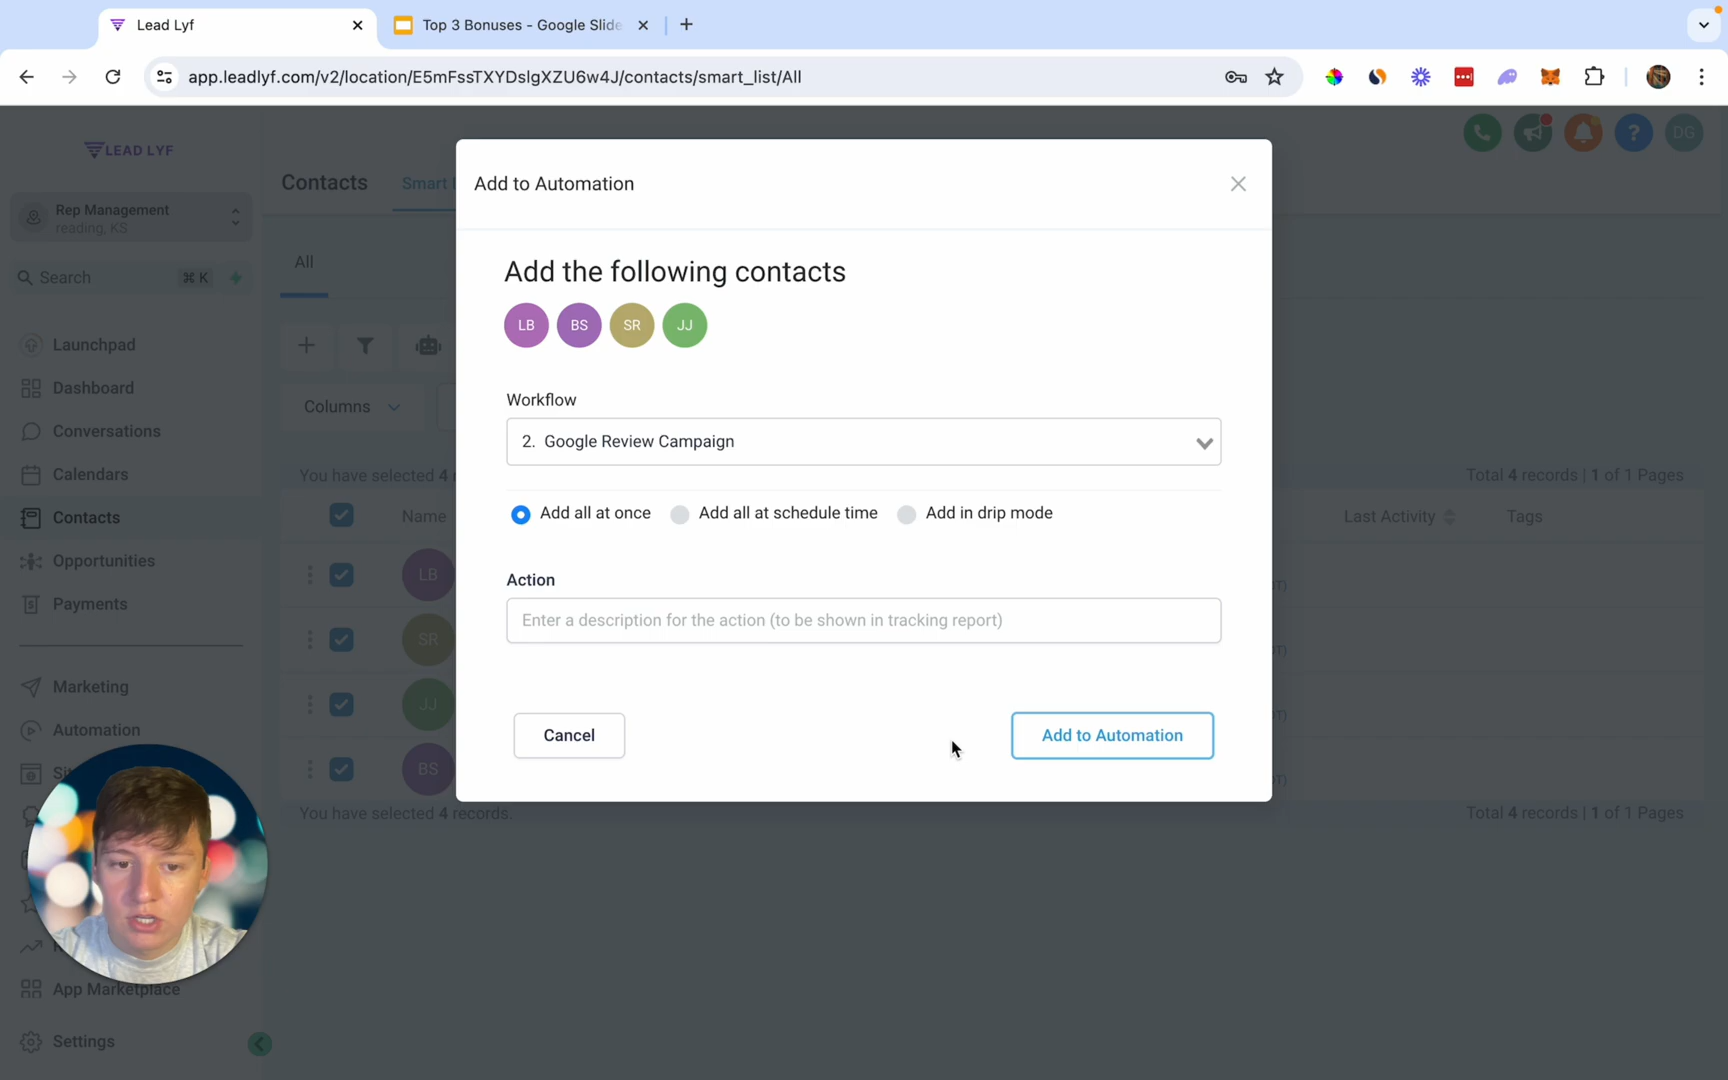 Lead Lyf
Top 3 Bonuses - Google Slide
app.leadlyf.com/v2/location/E5mFssTXYDslgXZU6w4J/contacts/smart_list/All
LEAD LYF
DG
Contacts
Smart
Add to Automation
Rep Management
reading, KS
Search
⌘ K
All
Add the following contacts
LB
BS
SR
JJ
Launchpad
Dashboard
Conversations
Calendars
Contacts
Opportunities
Payments
Marketing
Automation
App Marketplace
Settings
Columns
Workflow
2. Google Review Campaign
You have selected 4
Total 4 records | 1 of 1 Pages
Name
Last Activity
Tags
Add all at once
Add all at schedule time
Add in drip mode
LB
SR
JJ
BS
Action
Enter a description for the action (to be shown in tracking report)
Cancel
Add to Automation
You have selected 4 records.
Total 4 records | 1 of 1 Pages